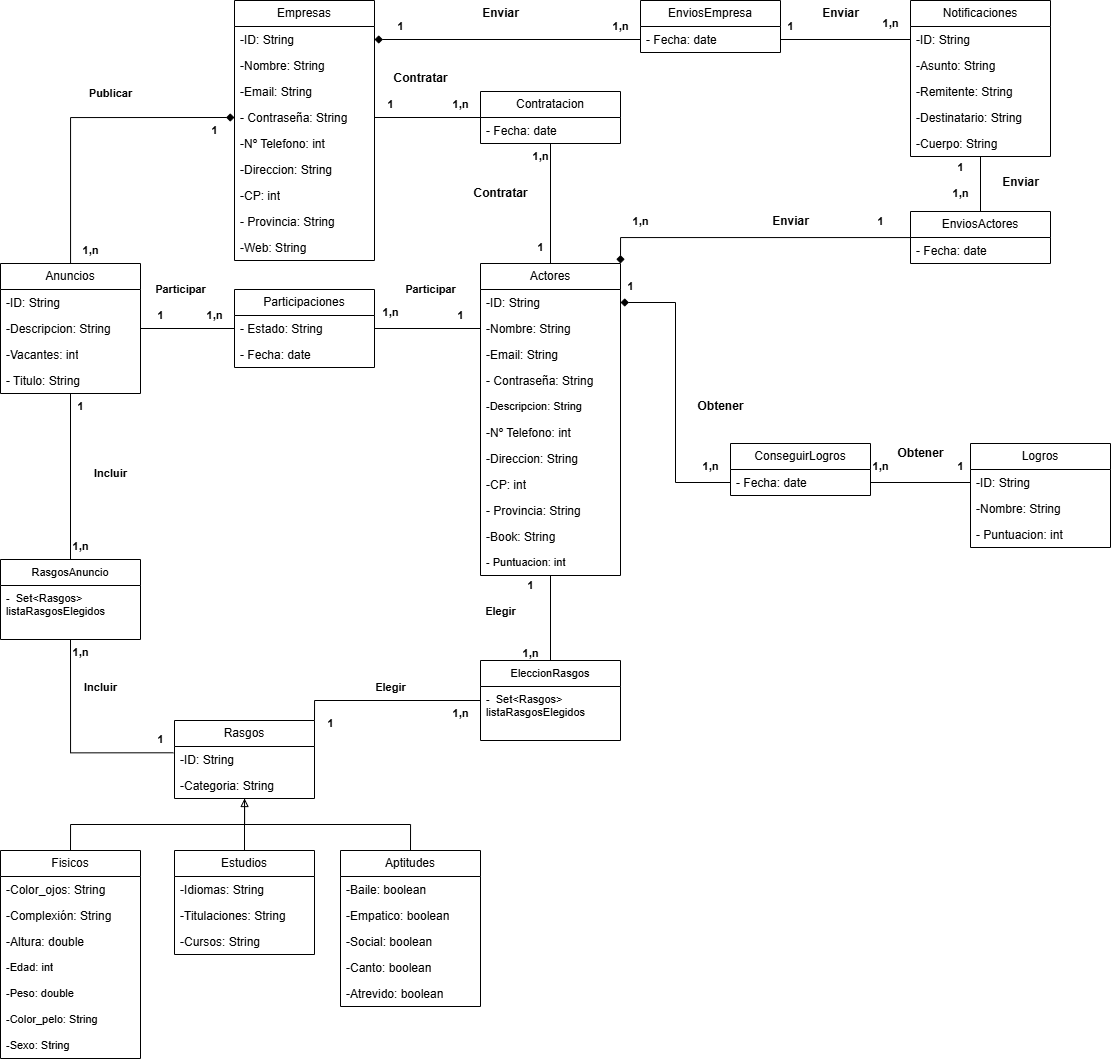 Empresas
-ID: String
-Nombre: String
-Email: String
- Contraseña: String
-Nº Telefono: int
-Direccion: String
-CP: int
- Provincia: String
-Web: String
1
Enviar
1,n
EnviosEmpresa
- Fecha: date
1
Enviar
1,n
Notificaciones
-ID: String
-Asunto: String
-Remitente: String
-Destinatario: String
-Cuerpo: String
1
Enviar
1,n
EnviosActores
- Fecha: date
1
Enviar
1,n
Contratar
1
1,n
Contratacion
- Fecha: date
1,n
Contratar
1
Publicar
1
1,n
Anuncios
-ID: String
-Descripcion: String
-Vacantes: int
- Titulo: String
Participar
1
1,n
Participaciones
- Estado: String
- Fecha: date
Participar
1,n
1
Actores
-ID: String
-Nombre: String
-Email: String
- Contraseña: String
-Descripcion: String
-Nº Telefono: int
-Direccion: String
-CP: int
- Provincia: String
-Book: String
- Puntuacion: int
1
Obtener
1,n
ConseguirLogros
- Fecha: date
1,n
Obtener
1
Logros
-ID: String
-Nombre: String
- Puntuacion: int
1
Incluir
1,n
RasgosAnuncio
- Set<Rasgos>
listaRasgosElegidos
1,n
Incluir
1
1
Elegir
1,n
EleccionRasgos
- Set<Rasgos>
listaRasgosElegidos
Elegir
1,n
1
Rasgos
-ID: String
-Categoria: String
Fisicos
-Color_ojos: String
-Complexión: String
-Altura: double
-Edad: int
-Peso: double
-Color_pelo: String
-Sexo: String
Estudios
-Idiomas: String
-Titulaciones: String
-Cursos: String
Aptitudes
-Baile: boolean
-Empatico: boolean
-Social: boolean
-Canto: boolean
-Atrevido: boolean